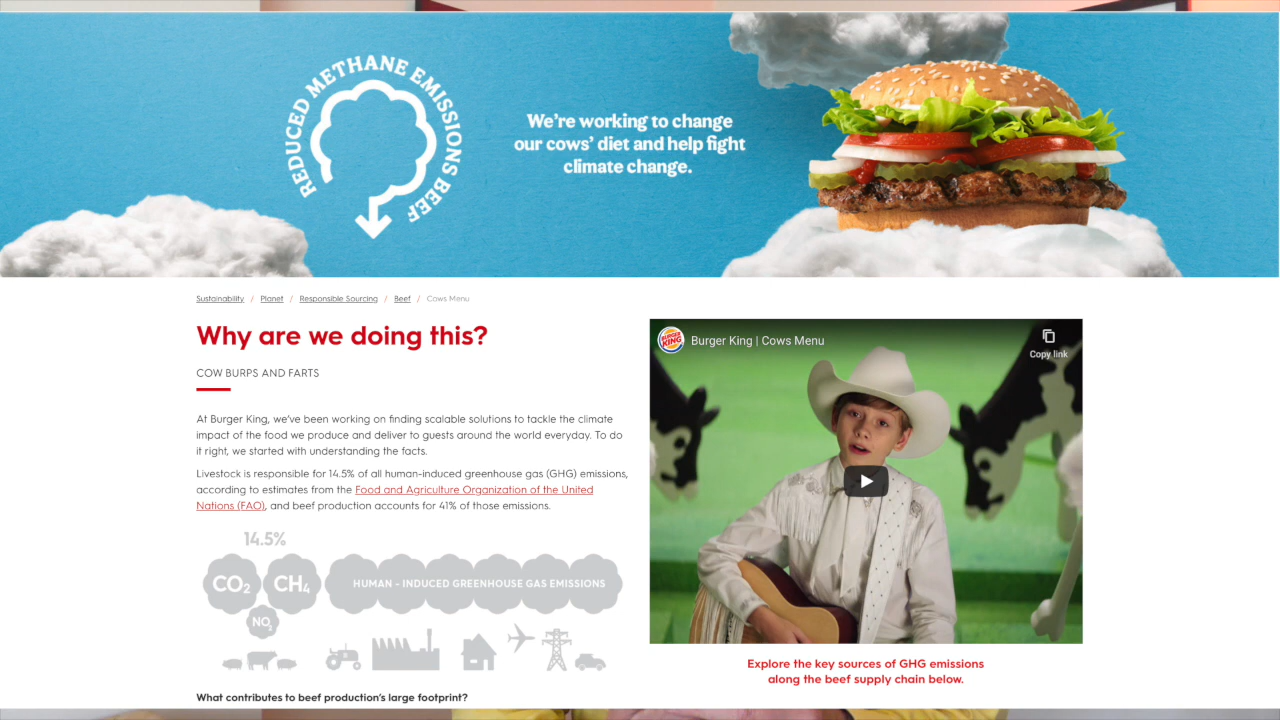 REDUCED METHANE EMISSIONS BEEF
We're working to change
our cows' diet and help fight
climate change.
Sustainability / Planet / Responsible Sourcing / Beef / Cows Menu
Why are we doing this?
COW BURPS AND FARTS
At Burger King, we've been working on finding scalable solutions to tackle the climate
impact of the food we produce and deliver to guests around the world everyday. To do
it right, we started with understanding the facts.
Livestock is responsible for 14.5% of all human-induced greenhouse gas (GHG) emissions,
according to estimates from the Food and Agriculture Organization of the United
Nations (FAO), and beef production accounts for 41% of those emissions.
14.5%
CO2 CH4 HUMAN - INDUCED GREENHOUSE GAS EMISSIONS
NO2
What contributes to beef production's large footprint?
BURGER KING
Burger King | Cows Menu
Copy link
Explore the key sources of GHG emissions
along the beef supply chain below.